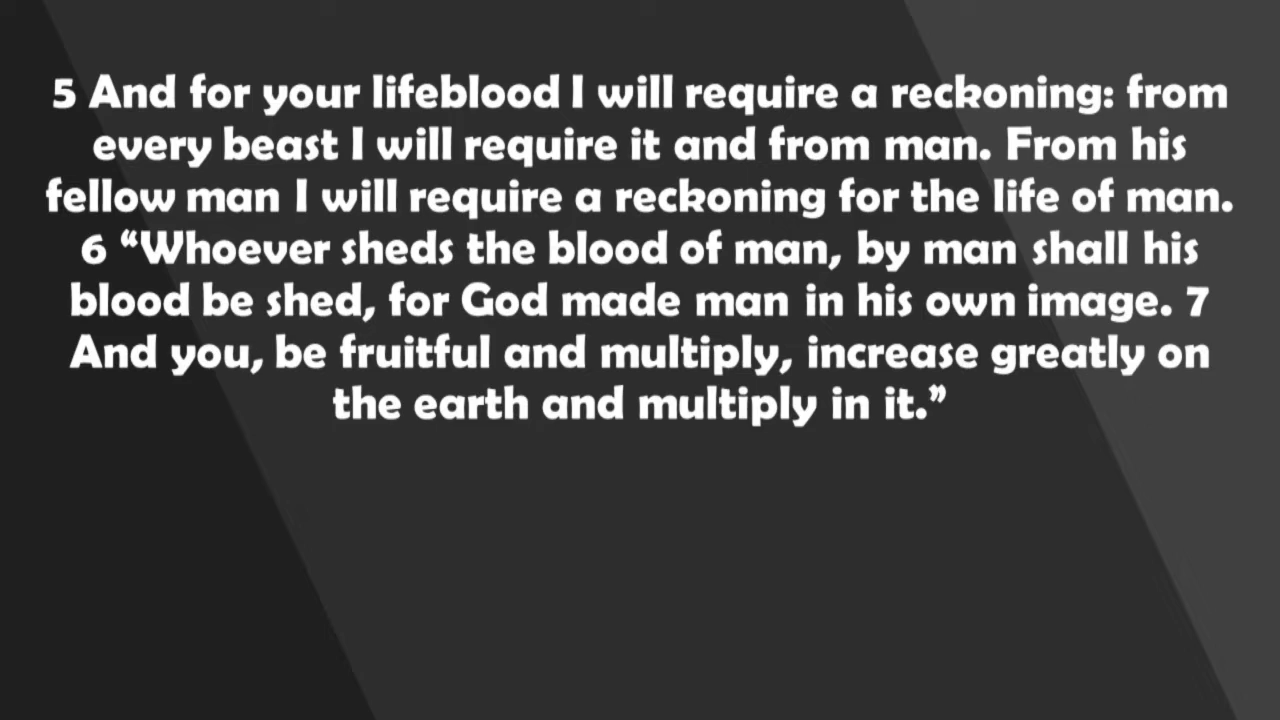 5 And for your lifeblood I will require a reckoning: from
every beast I will require it and from man. From his
fellow man I will require a reckoning for the life of man.
6 “Whoever sheds the blood of man, by man shall his
blood be shed, for God made man in his own image. 7
And you, be fruitful and multiply, increase greatly on
the earth and multiply in it.”